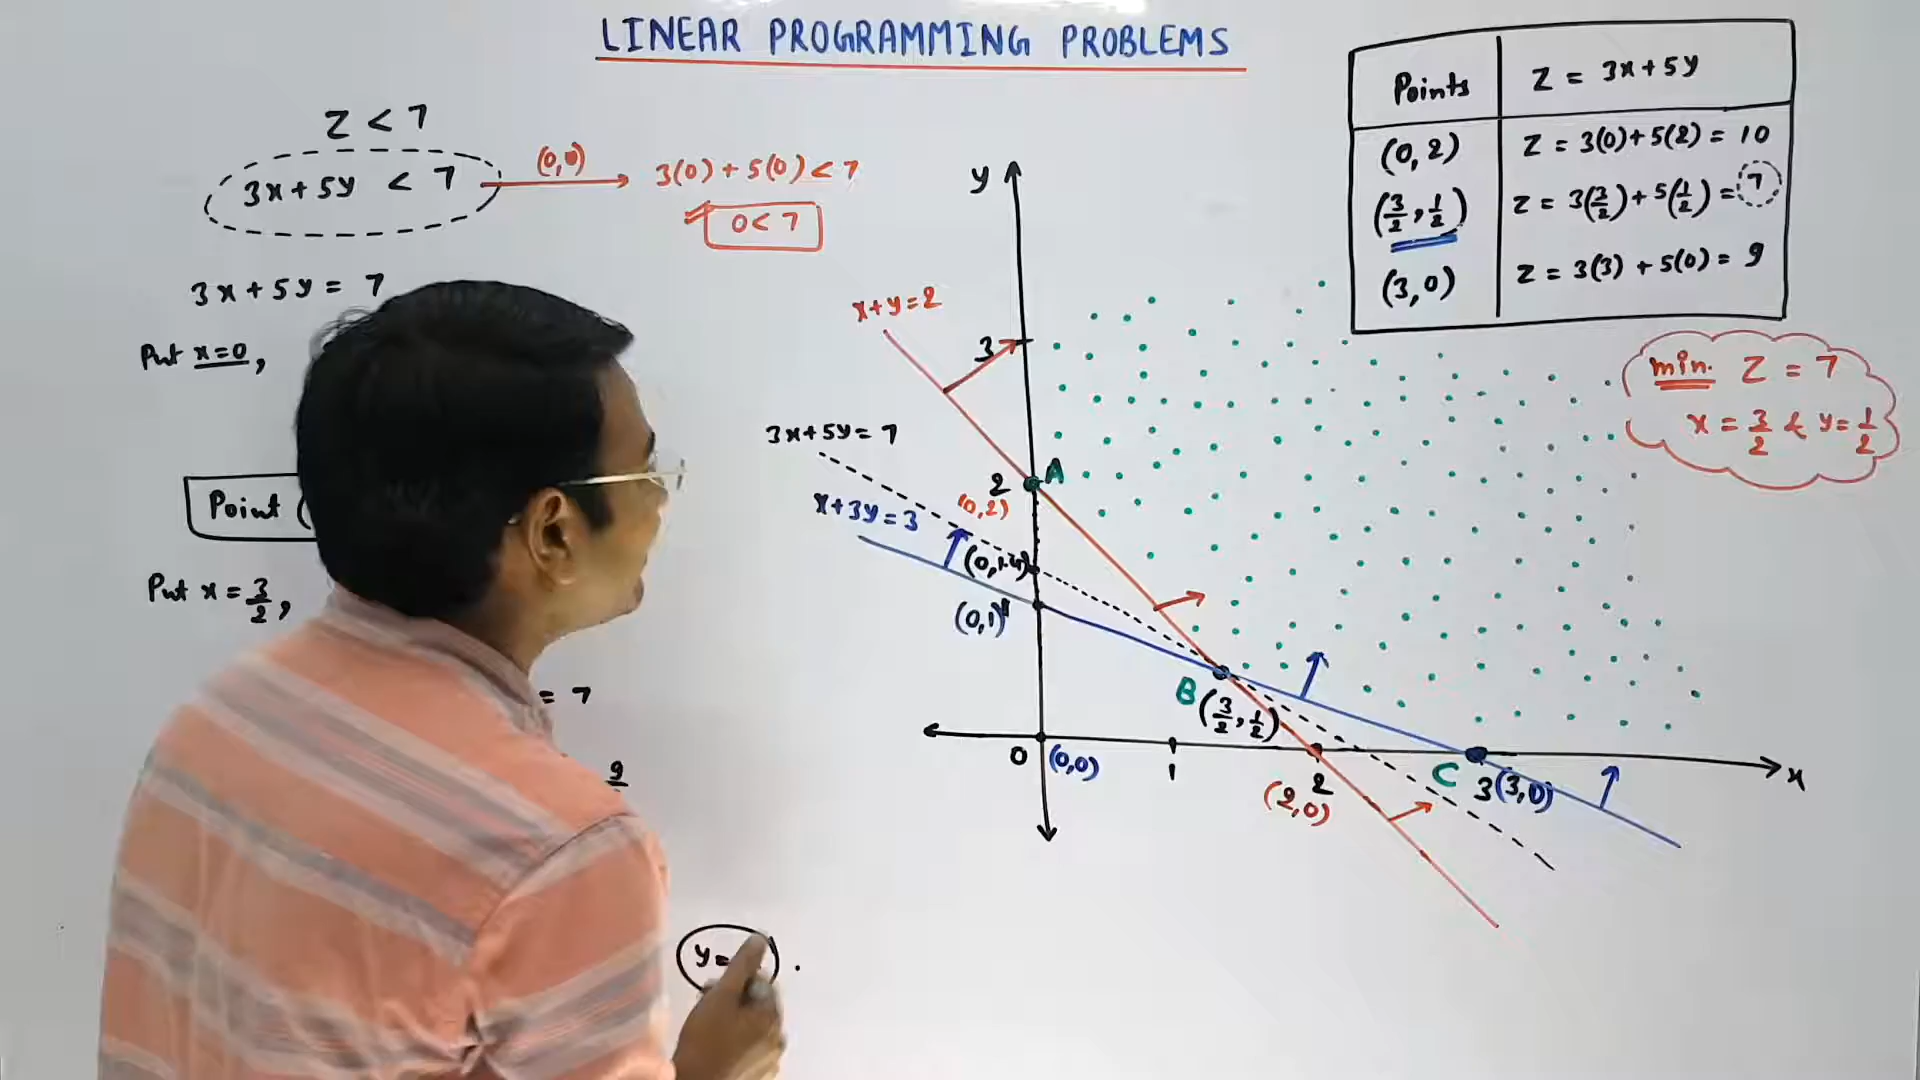 LINEAR PROGRAMMING PROBLEMS
Z < 7
3x+5y < 7
(0,0)
3(0)+5(0)<7
0<7
3x+5y = 7
Put x=0,
Point (
Put x = 3/2,
= 7
9
y=
Points
Z = 3x+5y
(0,2)
Z = 3(0)+5(2) = 10
(3/2, 1/2)
Z = 3(3/2)+5(1/2) = 7
(3,0)
Z = 3(3)+5(0) = 9
min. Z = 7
x = 3/2 & y = 1/2
y
x+y=2
3
3x+5y=7
2
A
(0,2)
x+3y=3
(0,1.4)
(0,1)
B
(3/2, 1/2)
0
(0,0)
1
2
(2,0)
C
3(3,0)
x